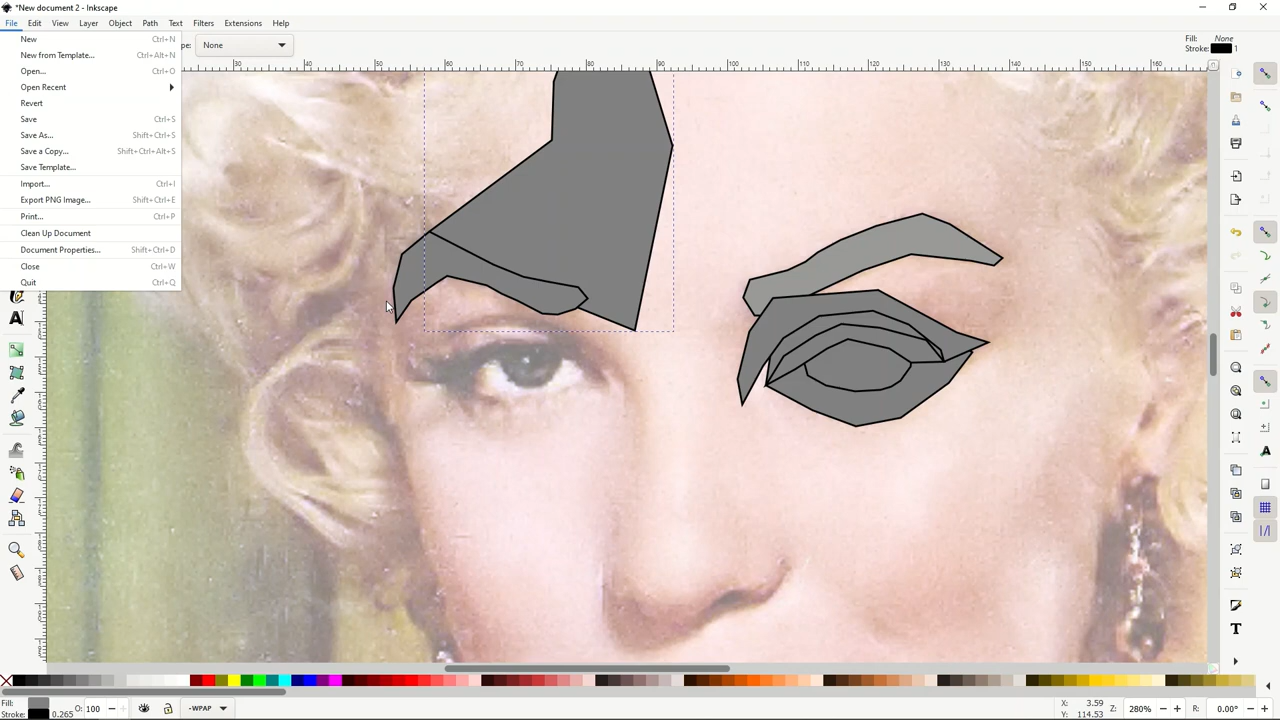 *New document 2 - Inkscape
File Edit View Layer Object Path Text Filters Extensions Help
New Ctrl+N
New from Template... Ctrl+Alt+N
Open... Ctrl+O
Open Recent
Revert
Save Ctrl+S
Save As... Shift+Ctrl+S
Save a Copy... Shift+Ctrl+Alt+S
Save Template...
Import... Ctrl+I
Export PNG Image... Shift+Ctrl+E
Print... Ctrl+P
Clean Up Document
Document Properties... Shift+Ctrl+D
Close Ctrl+W
Quit Ctrl+Q
pe: None
Fill: None
Stroke: 1
30 50 60 80 90 100 110 120 130 140 150 160
Fill:
Stroke: 0.265
O: 100
-WPAP
X: 3.59
Y: 114.53
Z: 280%
R: 0.00°